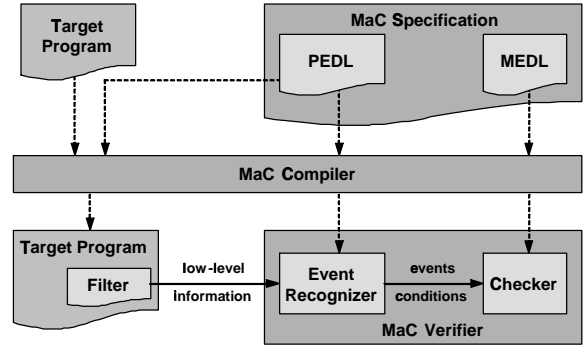 Target
Program
MaC Specification
PEDL
MEDL
MaC Compiler
Target Program
Filter
low-level
Information
Event
Recognizer
events
conditions
Checker
MaC Verifier